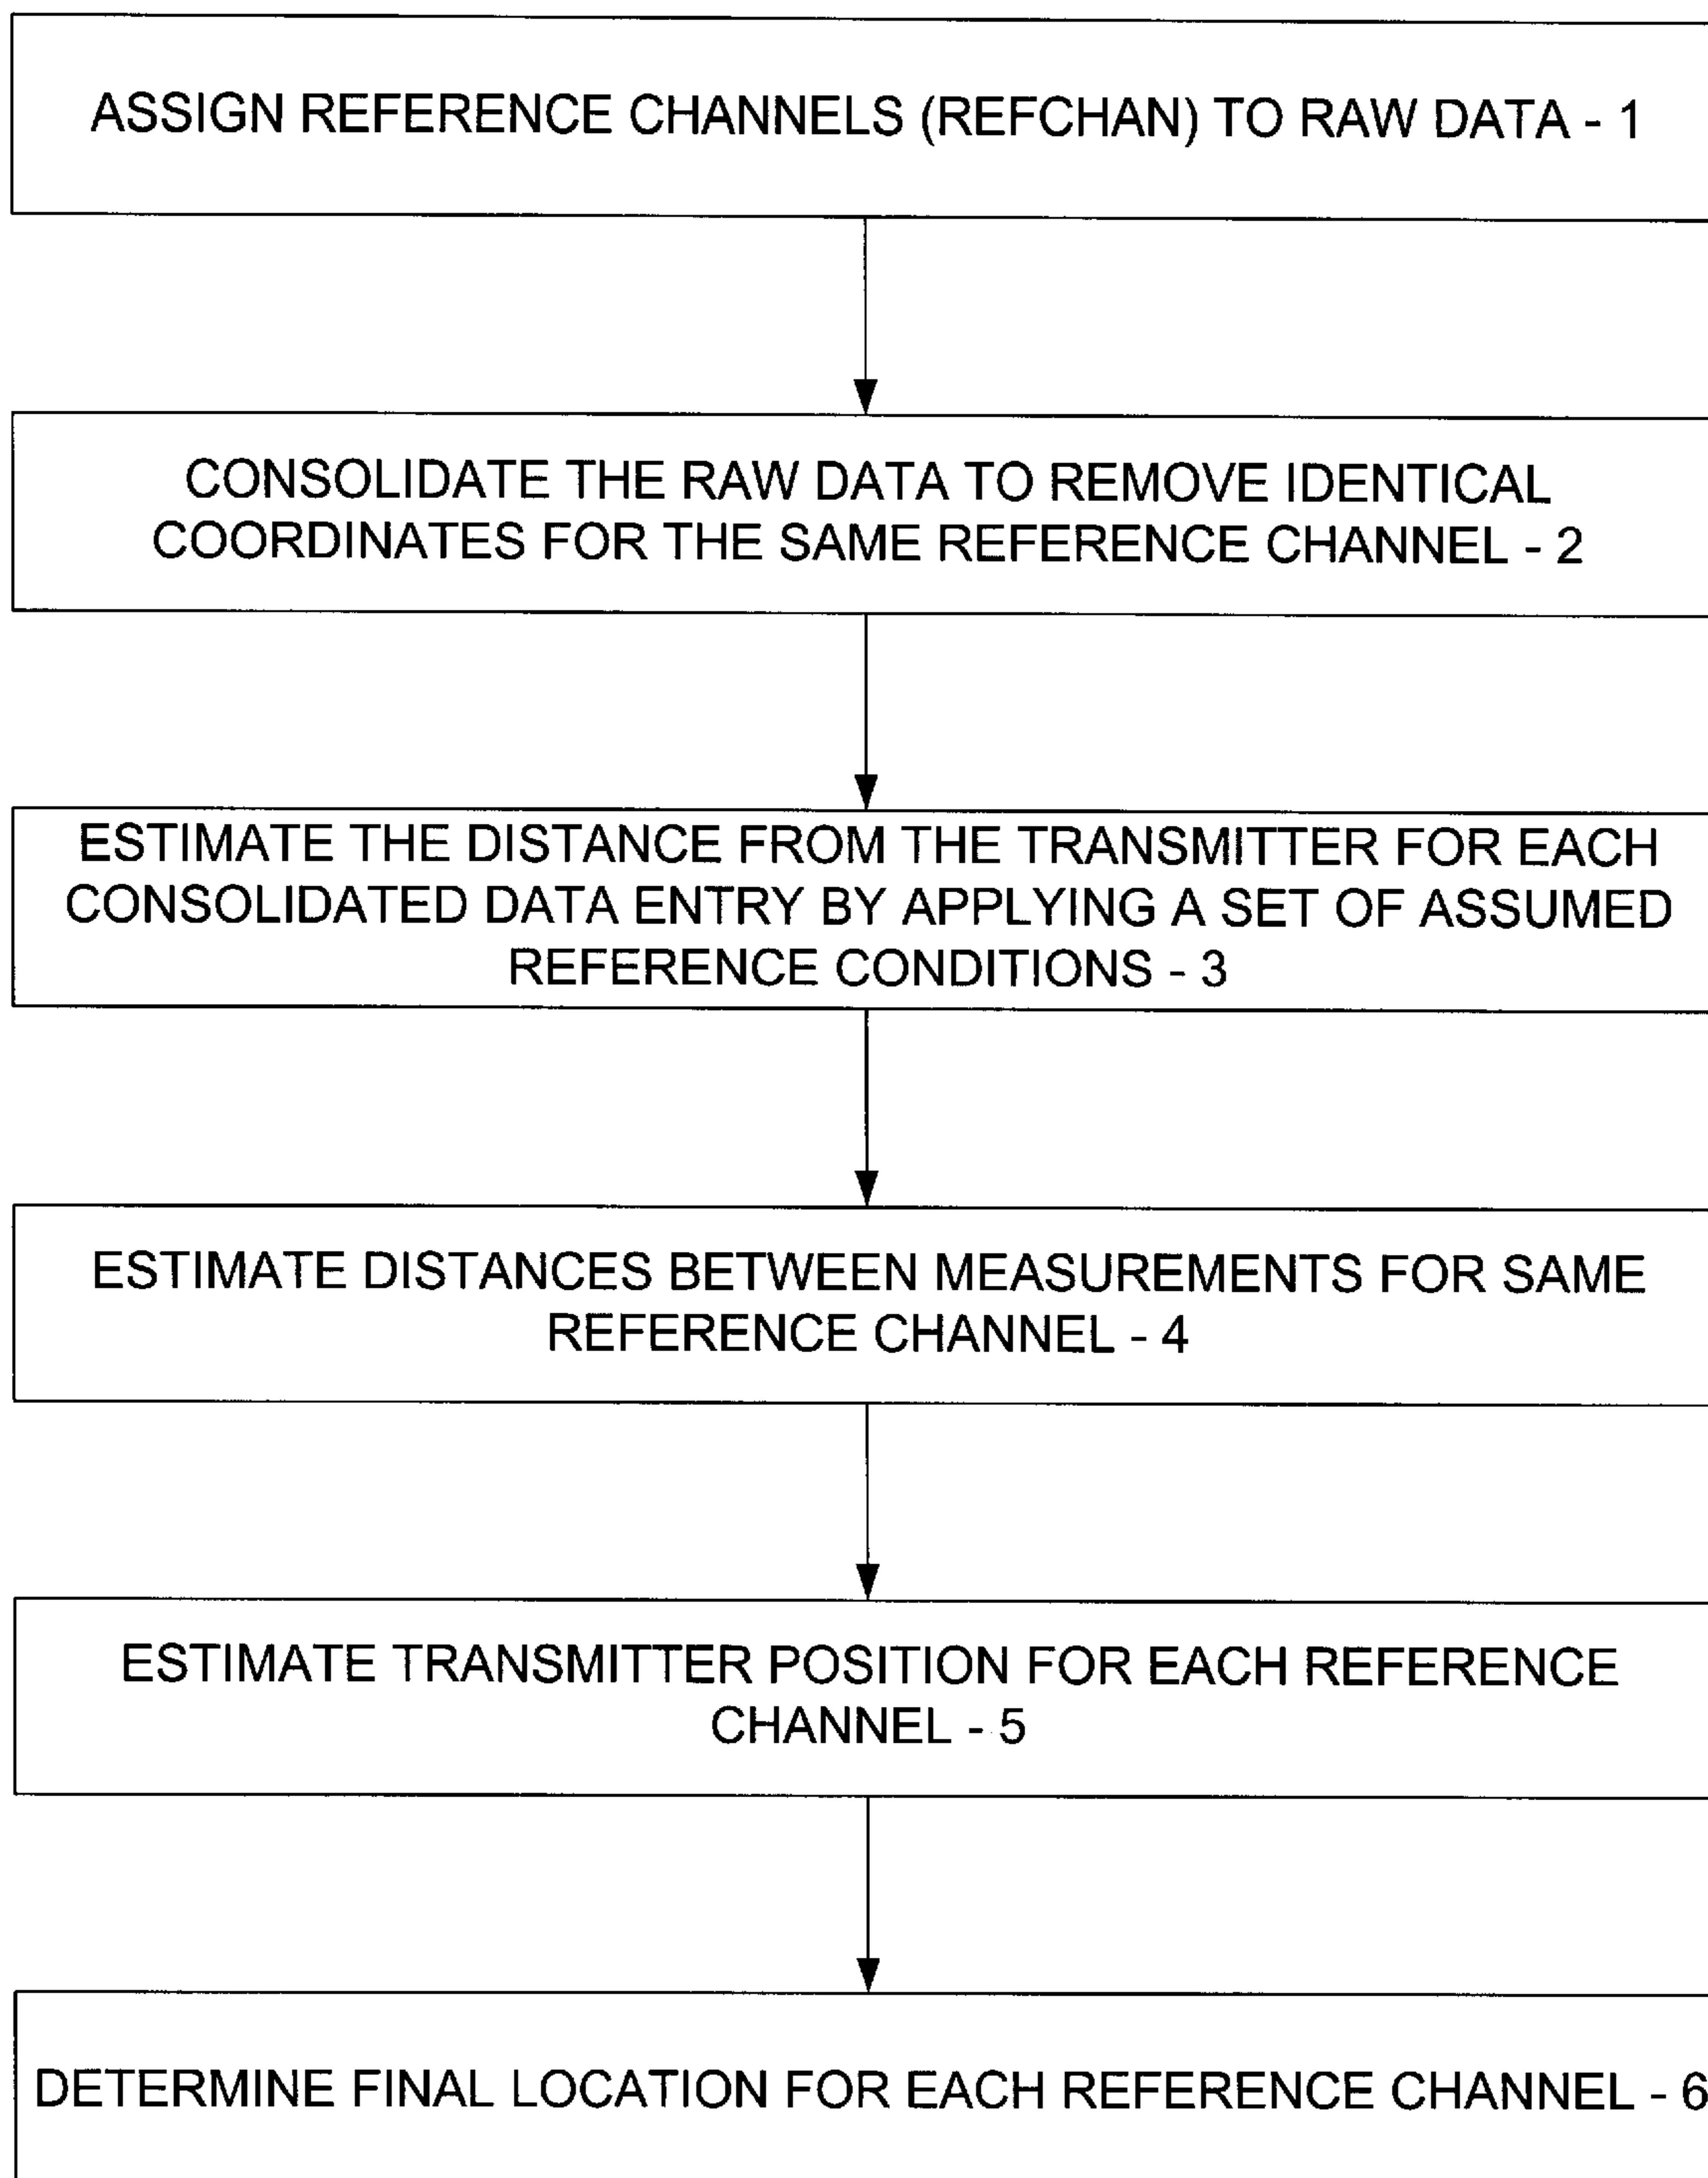 ASSIGN REFERENCE CHANNELS (REFCHAN) TO RAW DATA - 1
CONSOLIDATE THE RAW DATA TO REMOVE IDENTICAL
COORDINATES FOR THE SAME REFERENCE CHANNEL - 2
ESTIMATE THE DISTANCE FROM THE TRANSMITTER FOR EACH
CONSOLIDATED DATA ENTRY BY APPLYING A SET OF ASSUMED
REFERENCE CONDITIONS - 3
ESTIMATE DISTANCES BETWEEN MEASUREMENTS FOR SAME
REFERENCE CHANNEL - 4
ESTIMATE TRANSMITTER POSITION FOR EACH REFERENCE
CHANNEL - 5
DETERMINE FINAL LOCATION FOR EACH REFERENCE CHANNEL - 6